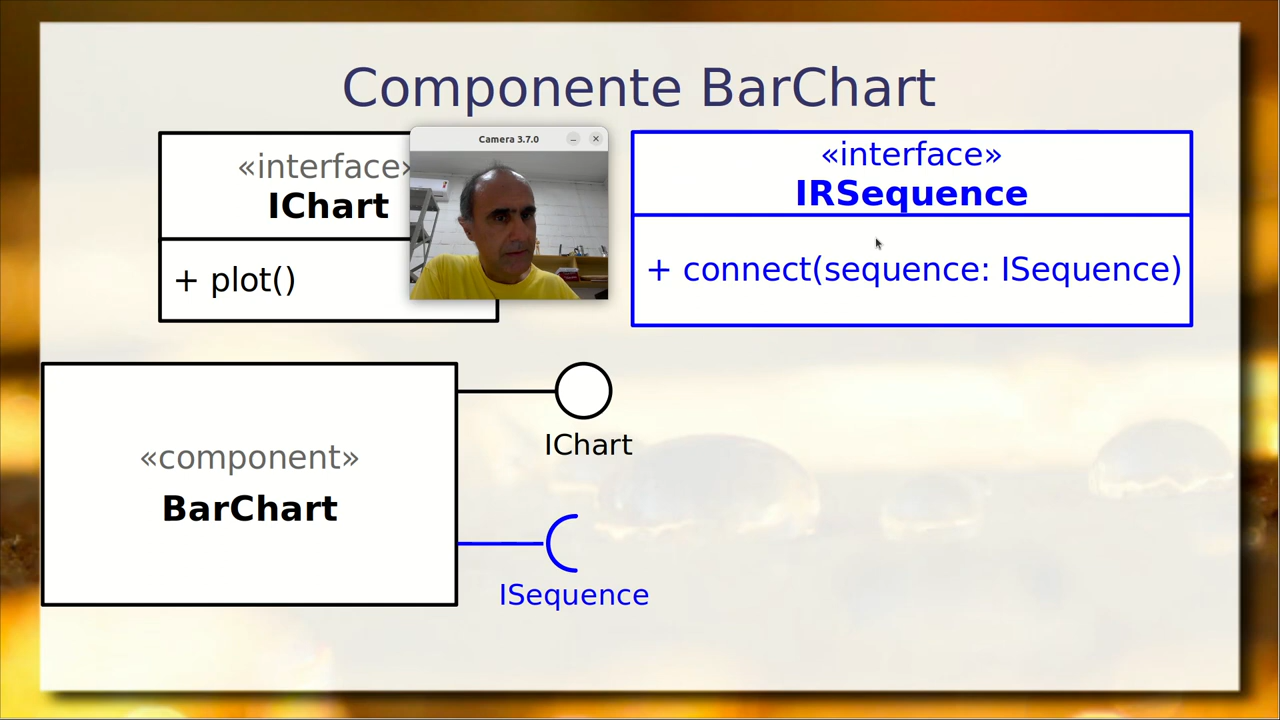 Componente BarChart
«interface»
IChart
+ plot()
Camera 3.7.0
«interface»
IRSequence
+ connect(sequence: ISequence)
«component»
BarChart
IChart
ISequence